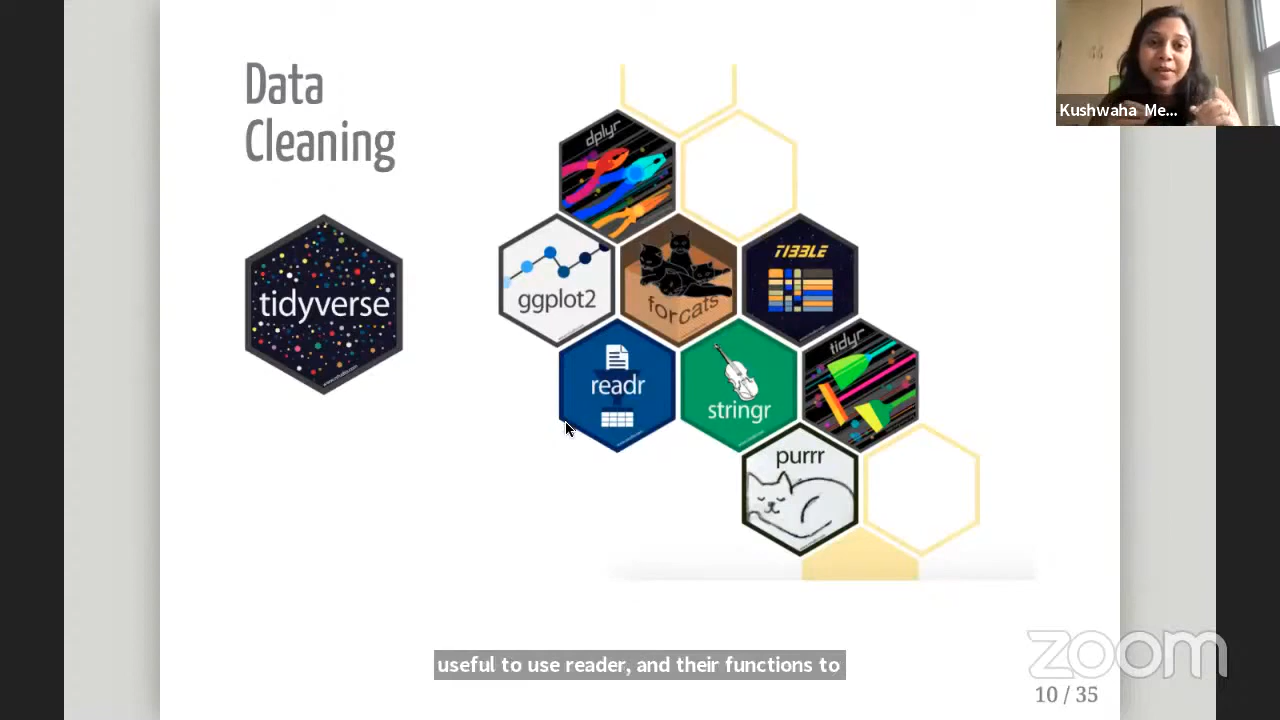 Data
Cleaning
Kushwaha Me...
dplyr
tidyverse
ggplot2
forcats
TIBBLE
readr
stringr
tidyr
purrr
useful to use reader, and their functions to
zoom
10 / 35